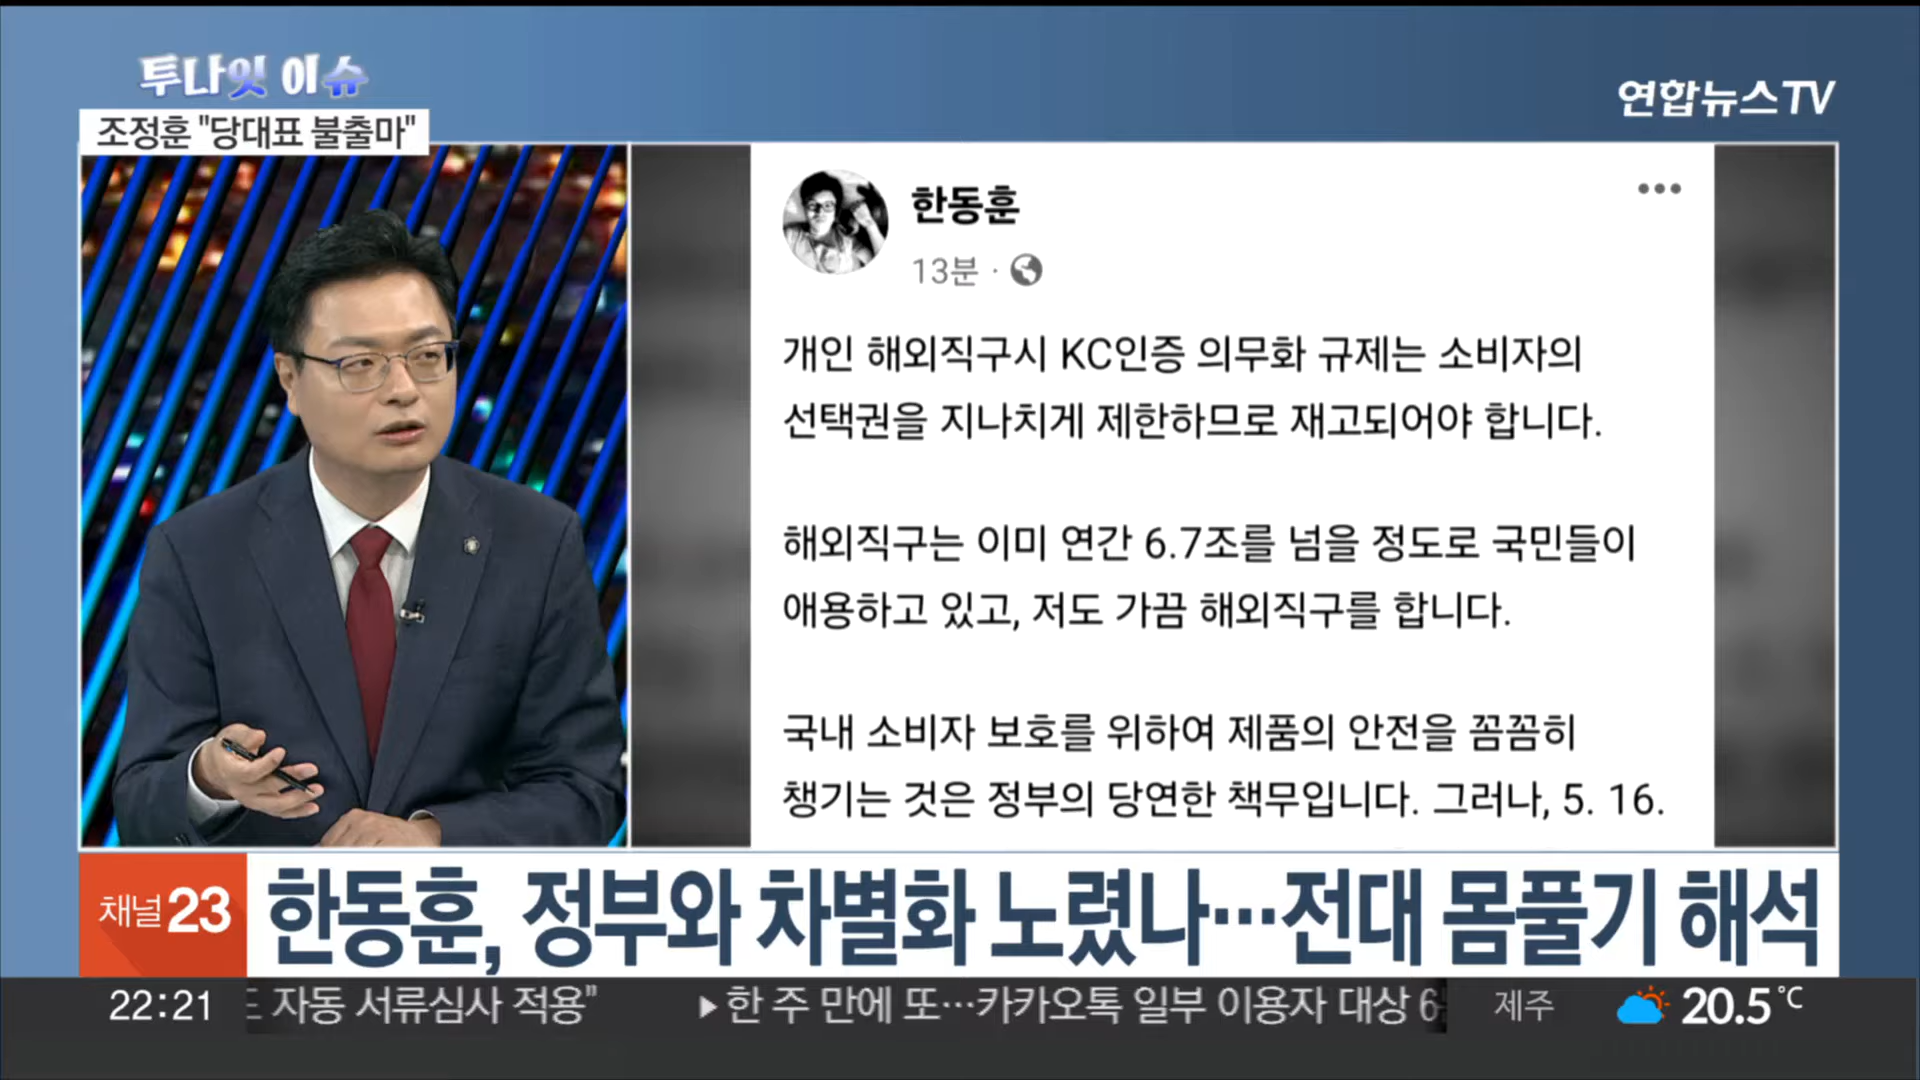 투나잇 이슈
연합뉴스TV
조정훈 "당대표 불출마"
한동훈
13분 ·
개인 해외직구시 KC인증 의무화 규제는 소비자의
선택권을 지나치게 제한하므로 재고되어야 합니다.
해외직구는 이미 연간 6.7조를 넘을 정도로 국민들이
애용하고 있고, 저도 가끔 해외직구를 합니다.
국내 소비자 보호를 위하여 제품의 안전을 꼼꼼히
챙기는 것은 정부의 당연한 책무입니다. 그러나, 5. 16.
채널 23
한동훈, 정부와 차별화 노렸나…전대 몸풀기 해석
22:21
자동 서류심사 적용”
▶한 주 만에 또…카카오톡 일부 이용자 대상
제주
20.5℃